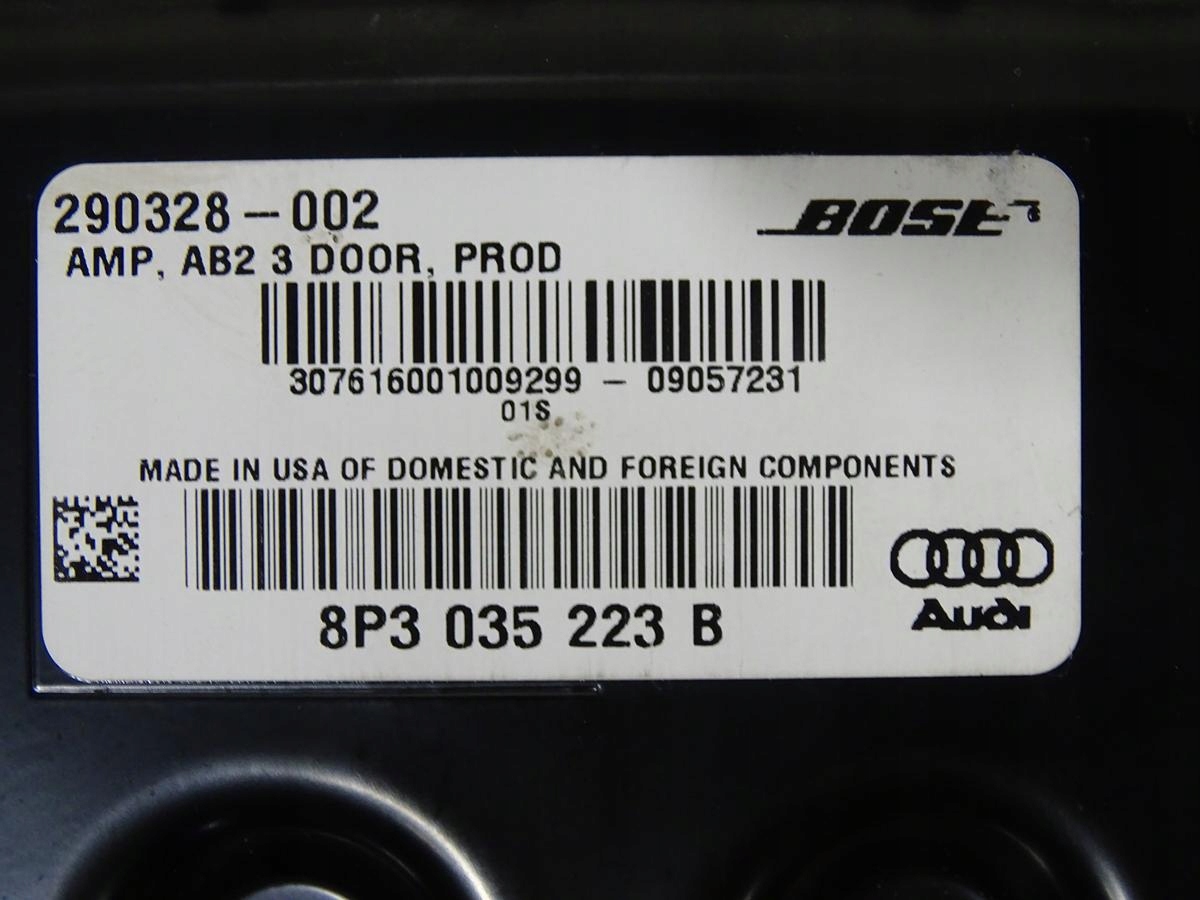 290328-002
BOSE
AMP, AB2 3 DOOR, PROD
307616001009299 - 09057231
01S
MADE IN USA OF DOMESTIC AND FOREIGN COMPONENTS
8P3 035 223 B
Audi